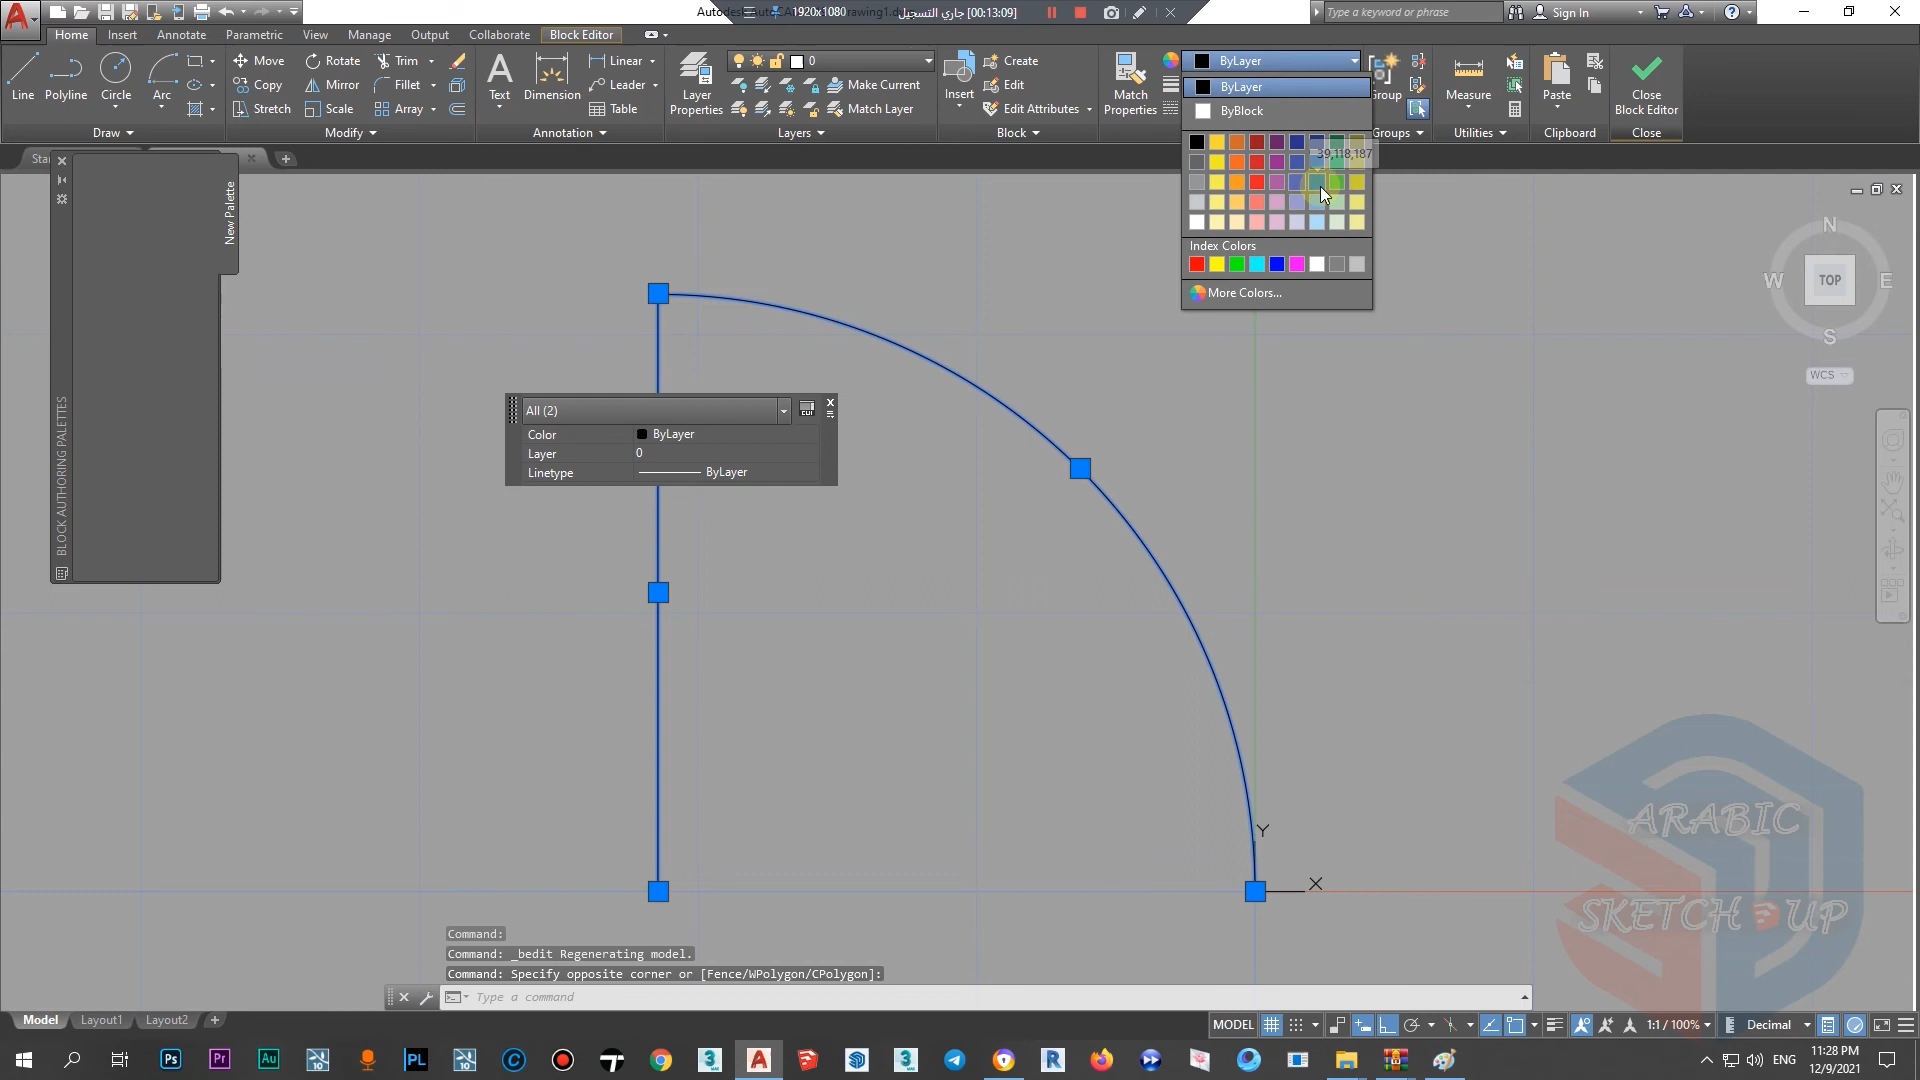 1920x1080
جاري التسجيل [00:13:09]
Type a keyword or phrase
Sign In
Home Insert Annotate Parametric View Manage Output Collaborate Block Editor
Line Polyline Circle Arc
Move Rotate Trim
Copy Mirror Fillet
Stretch Scale Array
Text Dimension
Linear
Leader
Table
Layer Properties
0
Make Current
Match Layer
Insert
Create
Edit
Edit Attributes
Match Properties
ByLayer
Group
Measure
Paste
Close Block Editor
Draw Modify Annotation Layers Block Groups Utilities Clipboard Close
ByLayer
ByBlock
39,118,187
Index Colors
More Colors...
New Palette
BLOCK AUTHORING PALETTES
N
W TOP E
S
WCS
All (2)
CUI
Color ByLayer
Layer 0
Linetype ByLayer
Y
X
ARABIC
SKETCH UP
Command:
Command: _bedit Regenerating model.
Command: Specify opposite corner or [Fence/WPolygon/CPolygon]:
Type a command
Model Layout1 Layout2 +
MODEL 1:1 / 100% Decimal
ENG
11:28 PM
12/9/2021